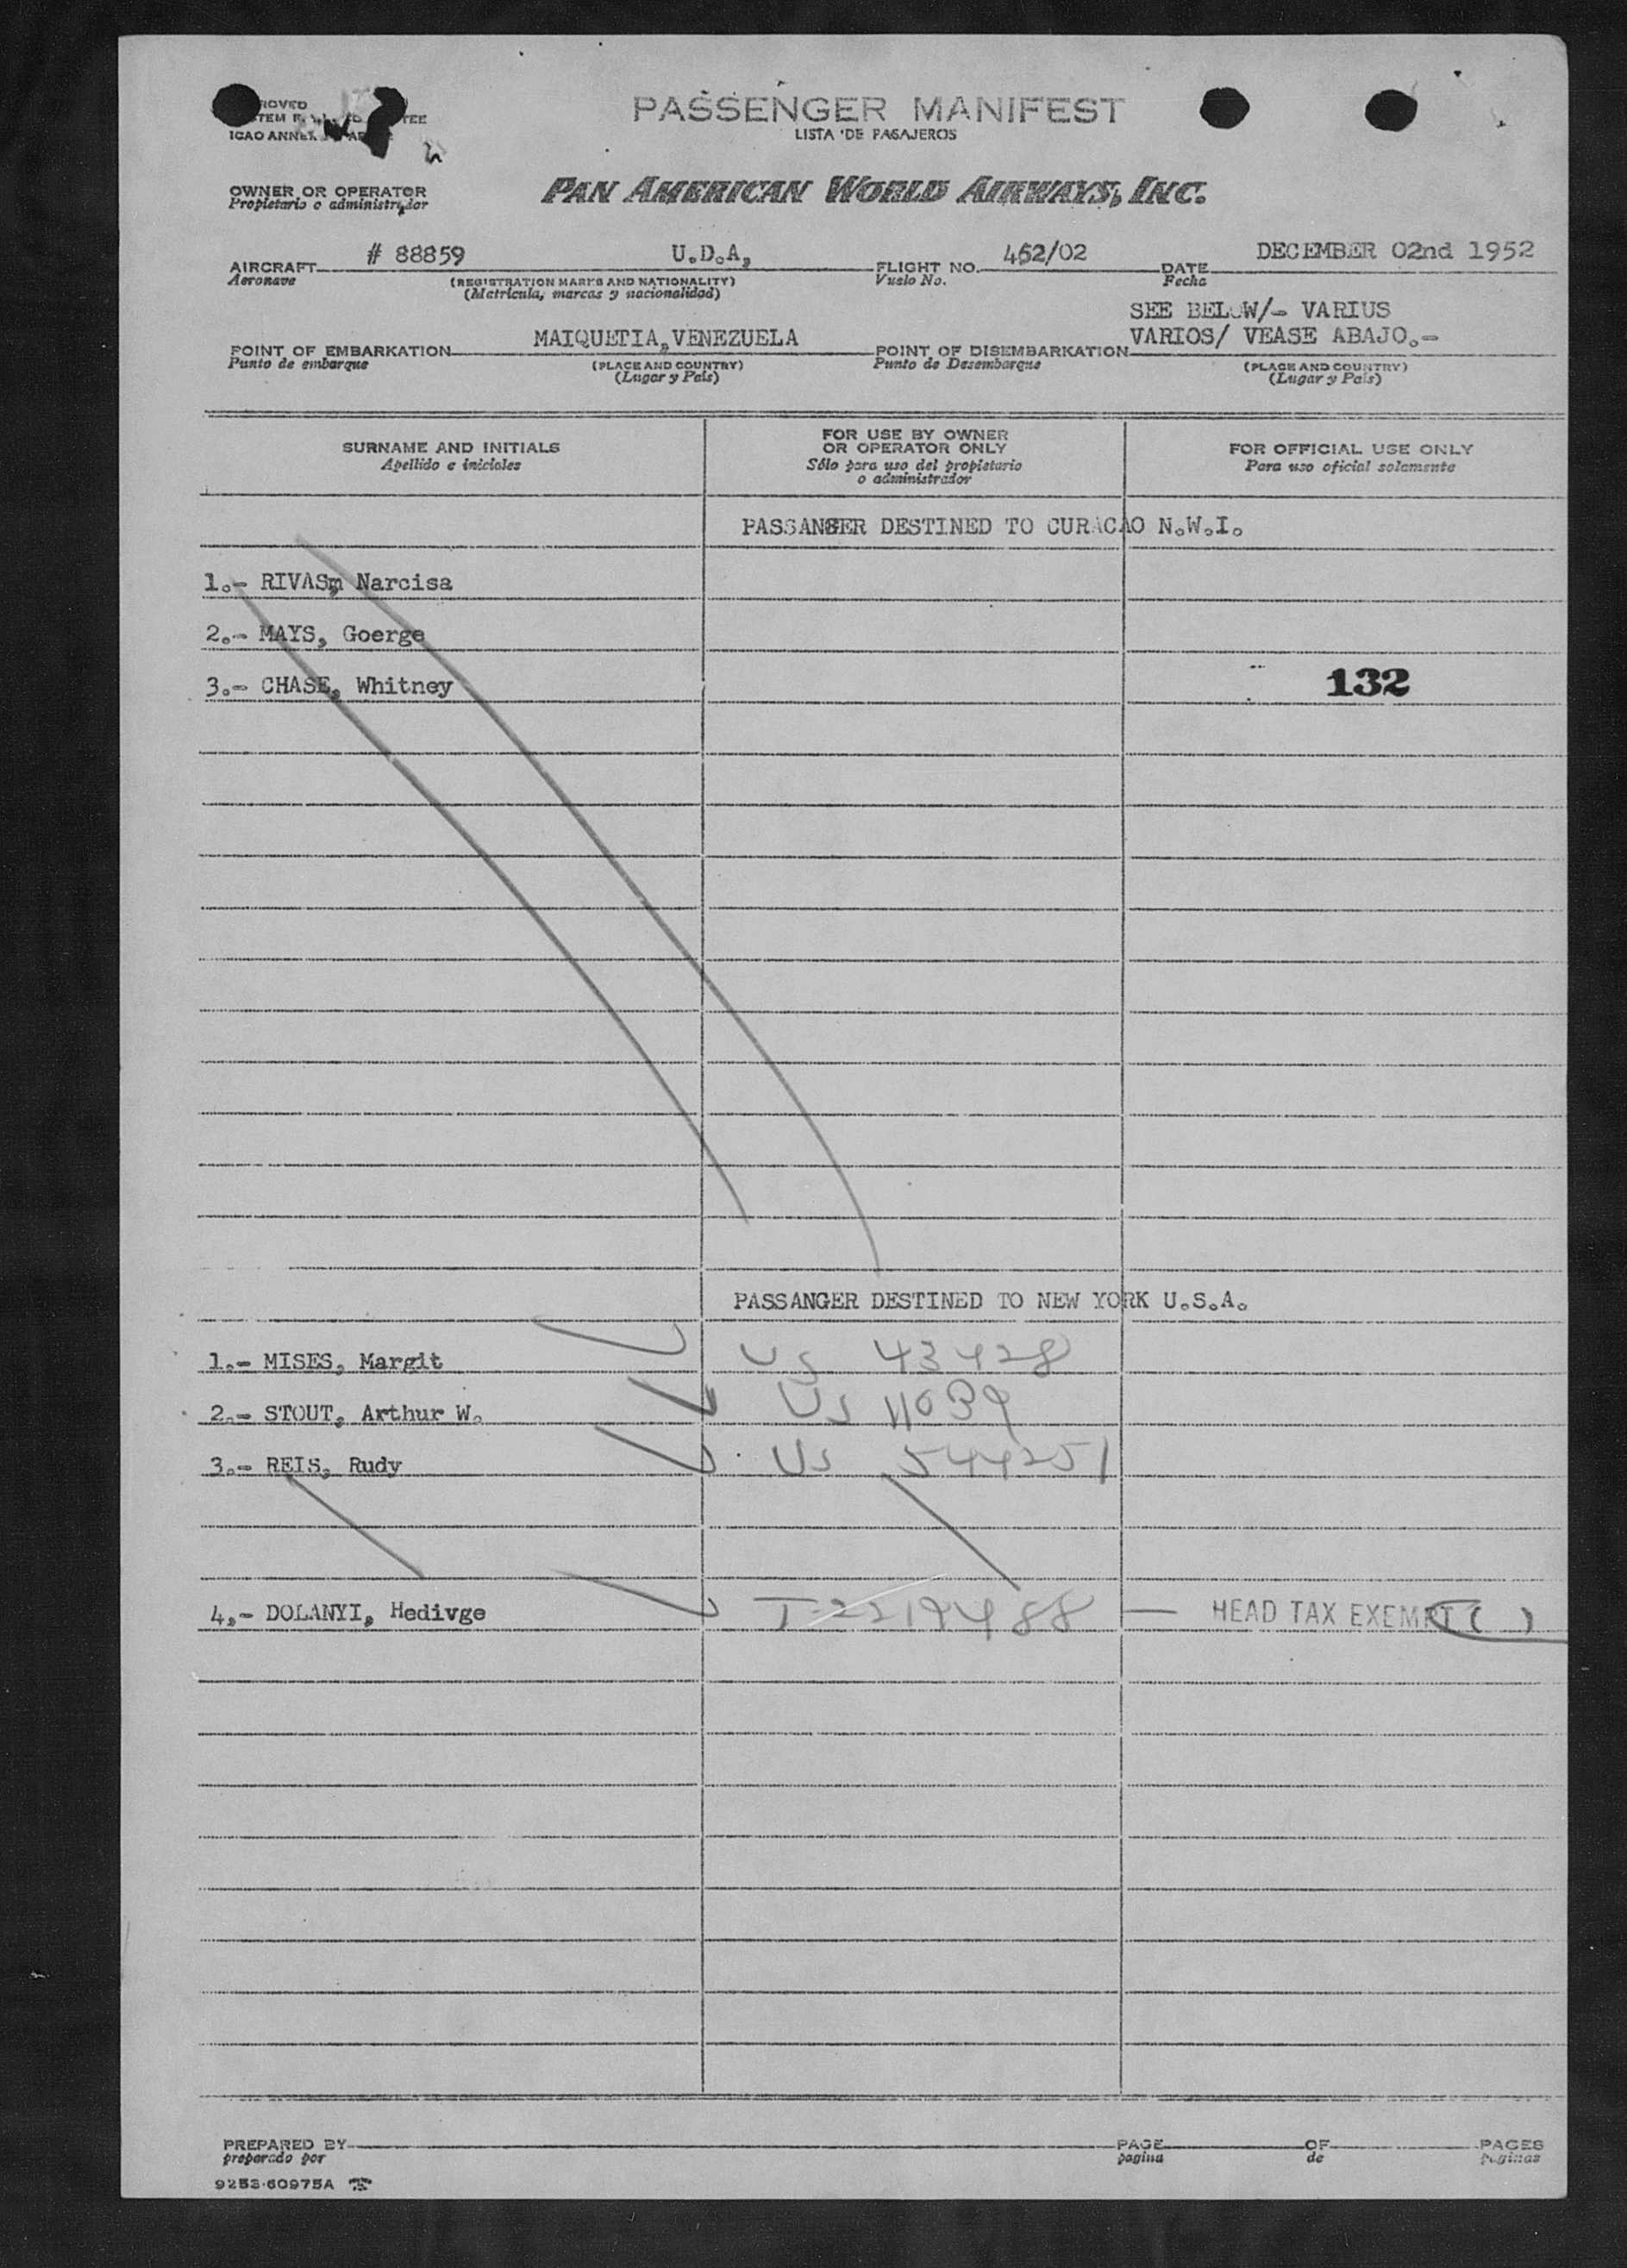 PASSENGER MANIFEST
LISTA DE PASAJEROS
ICAO ANNEX
OWNER OR OPERATOR
Propietario o administrador
PAN AMERICAN WORLD AIRWAYS, INC.
AIRCRAFT # 88859 U.D.A, FLIGHT NO. 452/02 DATE DECEMBER 02nd 1952
Aeronave (REGISTRATION MARKS AND NATIONALITY) Vuelo No. Fecha
(Matricula, marcas y nacionalidad)
SEE BELOW/- VARIUS
POINT OF EMBARKATION MAIQUETIA, VENEZUELA POINT OF DISEMBARKATION VARIOS/ VEASE ABAJO.-
Punto de embarque (PLACE AND COUNTRY) Punto de Desembarque (PLACE AND COUNTRY)
(Lugar y País) (Lugar y País)
SURNAME AND INITIALS
Apellido e iniciales
FOR USE BY OWNER
OR OPERATOR ONLY
Sólo para uso del propietario
o administrador
FOR OFFICIAL USE ONLY
Para uso oficial solamente
PASSANGER DESTINED TO CURACAO N.W.I.
1.- RIVASm Narcisa
2.- MAYS, Goerge
3.- CHASE, Whitney 132
PASSANGER DESTINED TO NEW YORK U.S.A.
1.- MISES, Margit US 43428
2.- STOUT, Arthur W. US 11039
3.- REIS, Rudy US 544251
4,- DOLANYI, Hedivge T-2219488 — HEAD TAX EXEMPT ( )
PREPARED BY PAGE OF PAGES
preparado por pagina de paginas
9253-60975A